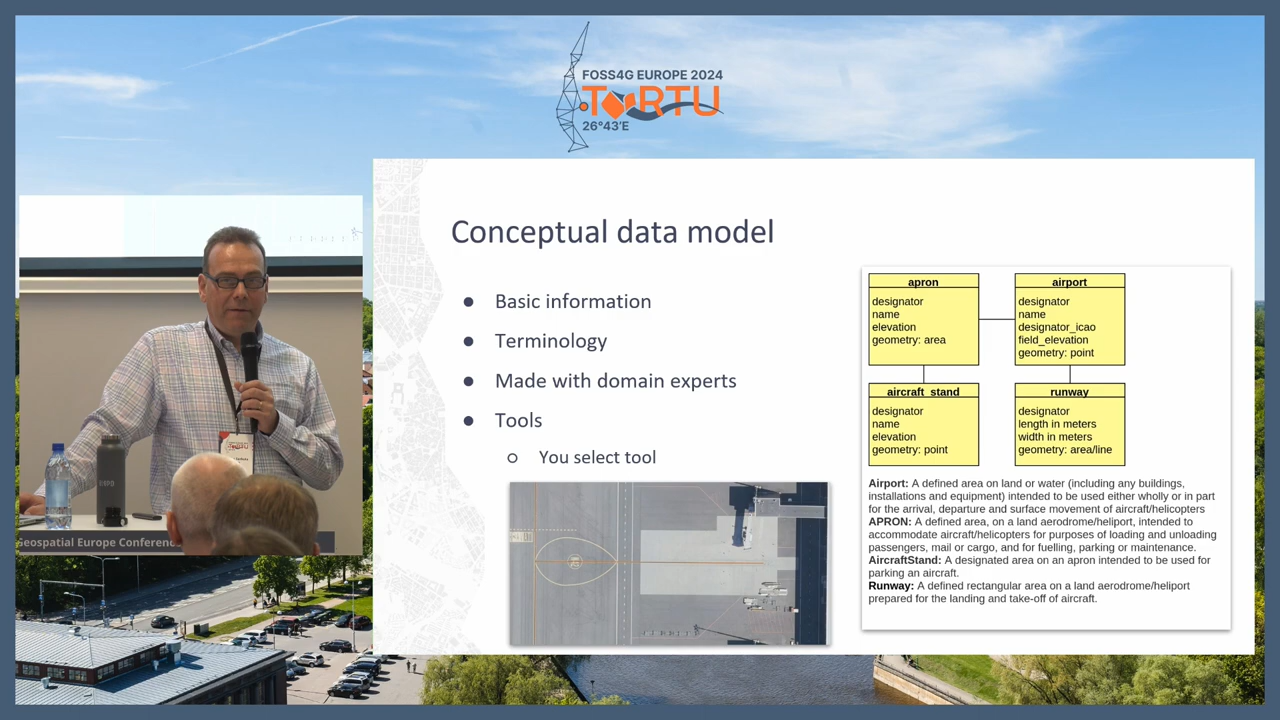 FOSS4G EUROPE 2024
TARTU
26°43'E
Conceptual data model
● Basic information
● Terminology
● Made with domain experts
● Tools
○ You select tool
apron
designator
name
elevation
geometry: area
airport
designator
name
designator_icao
field_elevation
geometry: point
aircraft_stand
designator
name
elevation
geometry: point
runway
designator
length in meters
width in meters
geometry: area/line
Airport: A defined area on land or water (including any buildings,
installations and equipment) intended to be used either wholly or in part
for the arrival, departure and surface movement of aircraft/helicopters
APRON: A defined area, on a land aerodrome/heliport, intended to
accommodate aircraft/helicopters for purposes of loading and unloading
passengers, mail or cargo, and for fuelling, parking or maintenance.
AircraftStand: A designated area on an apron intended to be used for
parking an aircraft.
Runway: A defined rectangular area on a land aerodrome/heliport
prepared for the landing and take-off of aircraft.
Geospatial Europe Conference